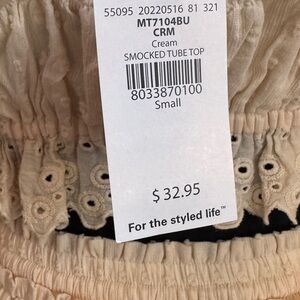 55095 20220516 81 321
MT7104BU
CRM
Cream
SMOCKED TUBE TOP
8033870100
Small
$ 32.95
For the styled life™